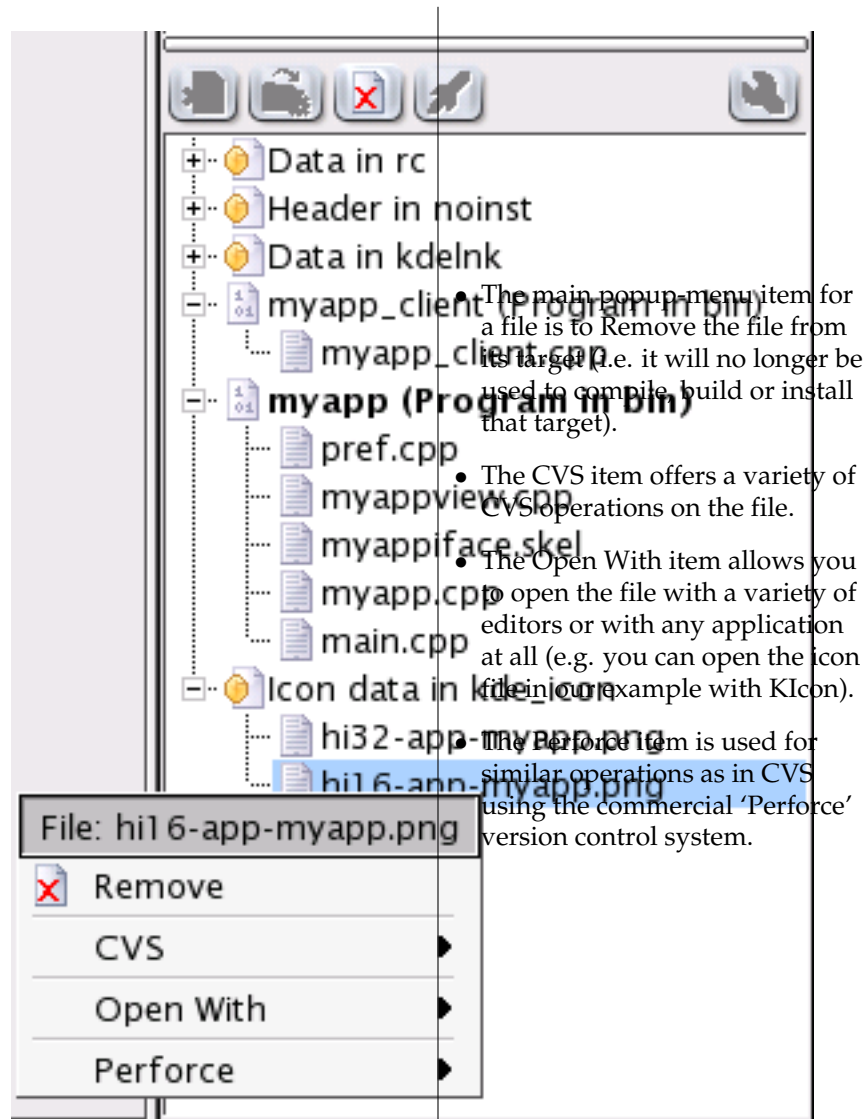 Data in rc
Header in noinst
Data in kdelnk
myapp_client (Program in bin)
myapp_client.cpp
myapp (Program in bin)
pref.cpp
myappview.cpp
myappiface.skel
myapp.cpp
main.cpp
Icon data in kde_icon
hi32-app-myapp.png
hi16-app-myapp.png
File: hi16-app-myapp.png
Remove
CVS
Open With
Perforce
• The main popup-menu item for
a file is to Remove the file from
its target (i.e. it will no longer be
used to compile, build or install
that target).
• The CVS item offers a variety of
CVS operations on the file.
• The Open With item allows you
to open the file with a variety of
editors or with any application
at all (e.g. you can open the icon
file in our example with KIcon).
• The Perforce item is used for
similar operations as in CVS
using the commercial ‘Perforce’
version control system.